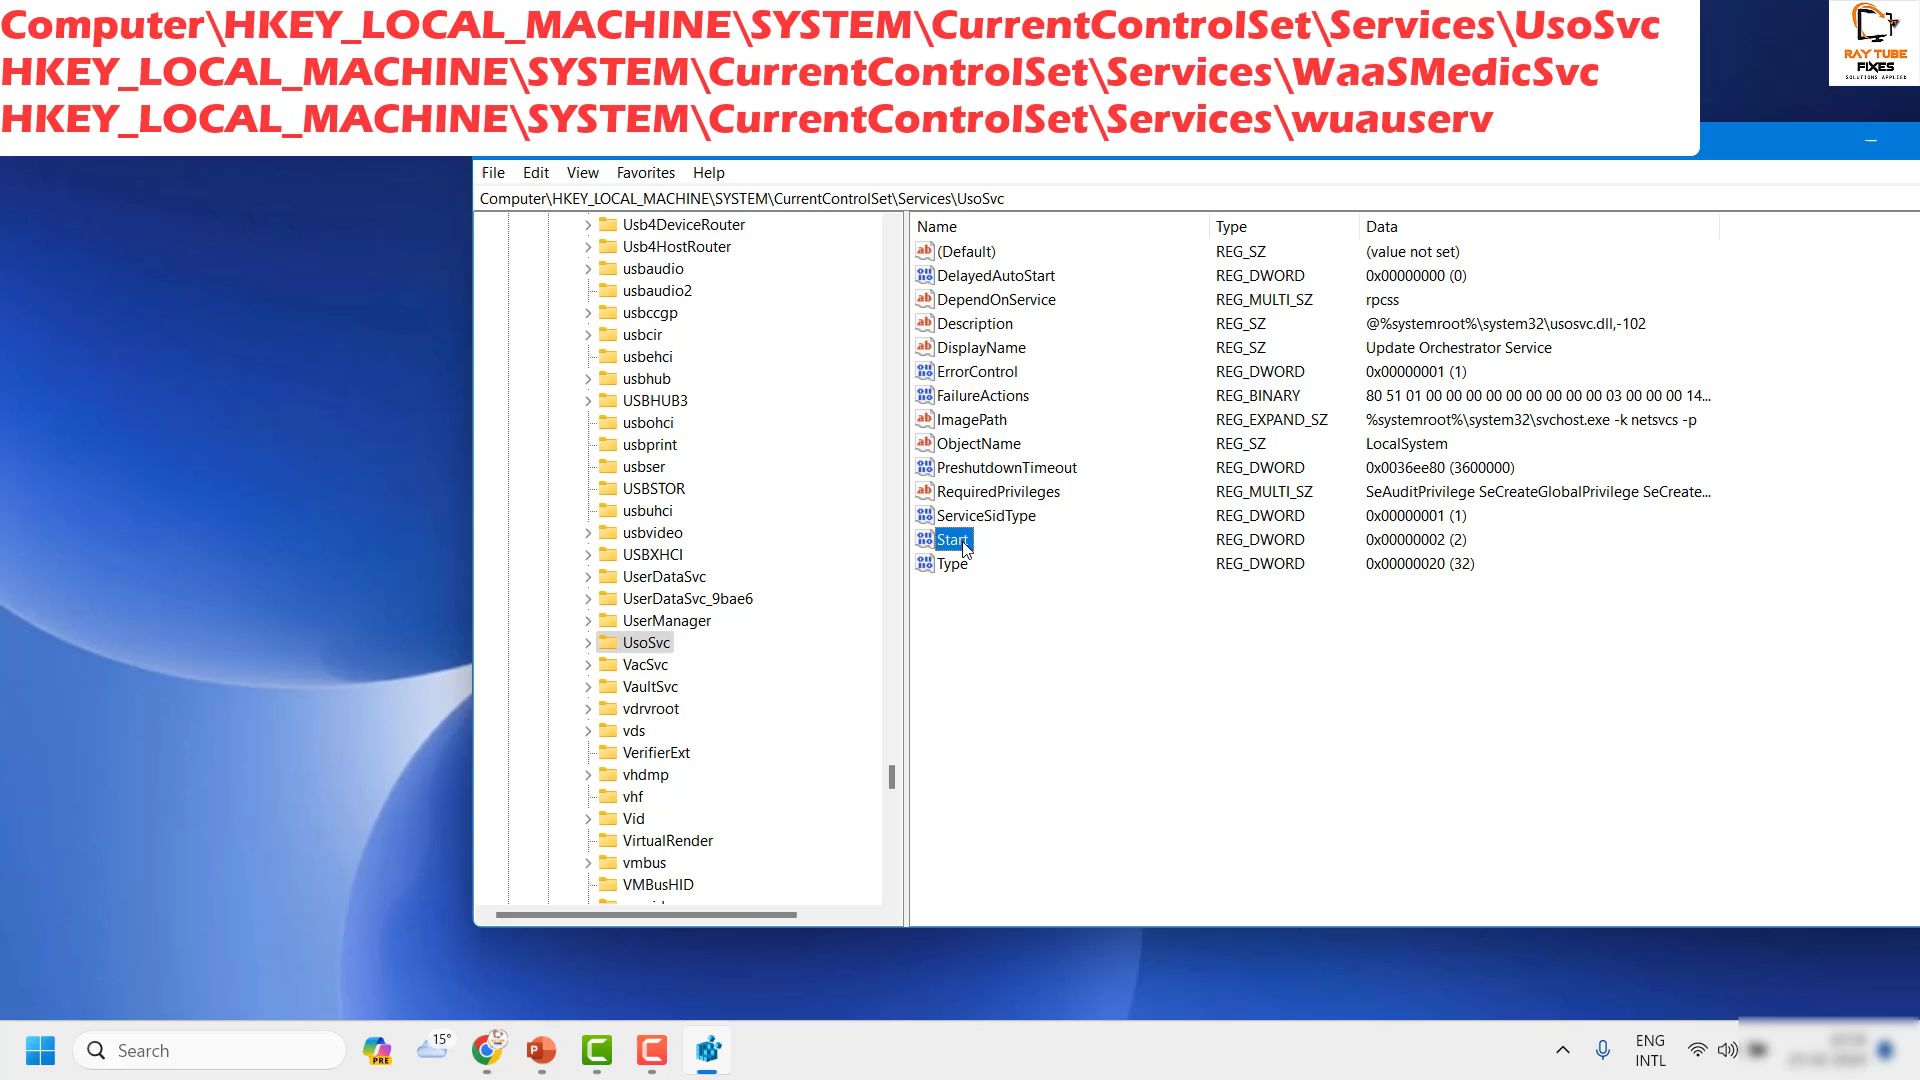 Computer\HKEY_LOCAL_MACHINE\SYSTEM\CurrentControlSet\Services\UsoSvc
HKEY_LOCAL_MACHINE\SYSTEM\CurrentControlSet\Services\WaaSMedicSvc
HKEY_LOCAL_MACHINE\SYSTEM\CurrentControlSet\Services\wuauserv
RAY TUBE
FIXES
SOLUTIONS APPLIED
File Edit View Favorites Help
Computer\HKEY_LOCAL_MACHINE\SYSTEM\CurrentControlSet\Services\UsoSvc
Usb4DeviceRouter
Usb4HostRouter
usbaudio
usbaudio2
usbccgp
usbcir
usbehci
usbhub
USBHUB3
usbohci
usbprint
usbser
USBSTOR
usbuhci
usbvideo
USBXHCI
UserDataSvc
UserDataSvc_9bae6
UserManager
UsoSvc
VacSvc
VaultSvc
vdrvroot
vds
VerifierExt
vhdmp
vhf
Vid
VirtualRender
vmbus
VMBusHID
Name Type Data
(Default) REG_SZ (value not set)
DelayedAutoStart REG_DWORD 0x00000000 (0)
DependOnService REG_MULTI_SZ rpcss
Description REG_SZ @%systemroot%\system32\usosvc.dll,-102
DisplayName REG_SZ Update Orchestrator Service
ErrorControl REG_DWORD 0x00000001 (1)
FailureActions REG_BINARY 80 51 01 00 00 00 00 00 00 00 00 00 03 00 00 00 14...
ImagePath REG_EXPAND_SZ %systemroot%\system32\svchost.exe -k netsvcs -p
ObjectName REG_SZ LocalSystem
PreshutdownTimeout REG_DWORD 0x0036ee80 (3600000)
RequiredPrivileges REG_MULTI_SZ SeAuditPrivilege SeCreateGlobalPrivilege SeCreate...
ServiceSidType REG_DWORD 0x00000001 (1)
Start REG_DWORD 0x00000002 (2)
Type REG_DWORD 0x00000020 (32)
Search
PRE
15°
ENG
INTL